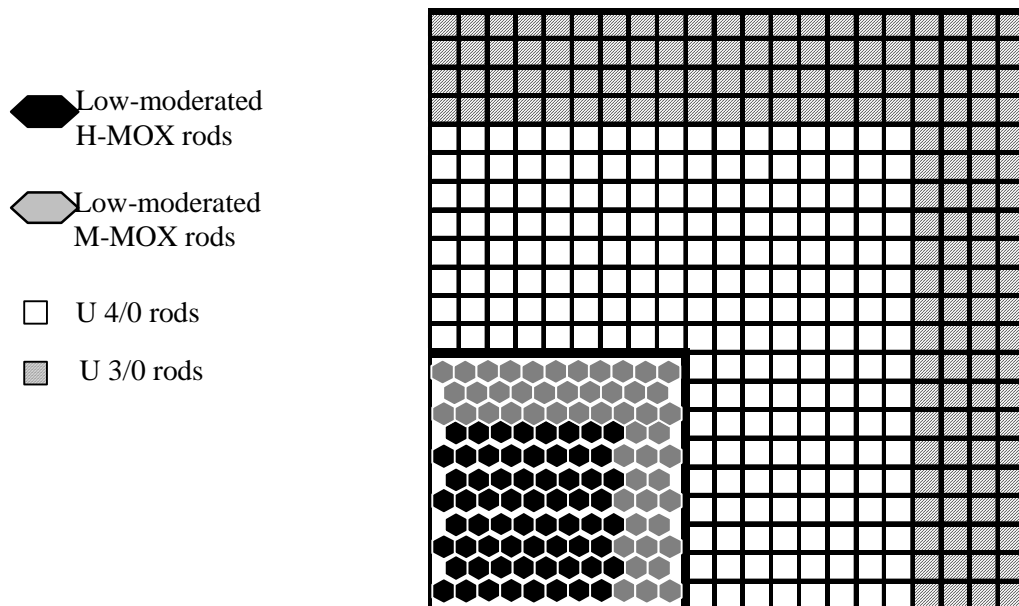 Low-moderated
H-MOX rods
Low-moderated
M-MOX rods
U 4/0 rods
U 3/0 rods